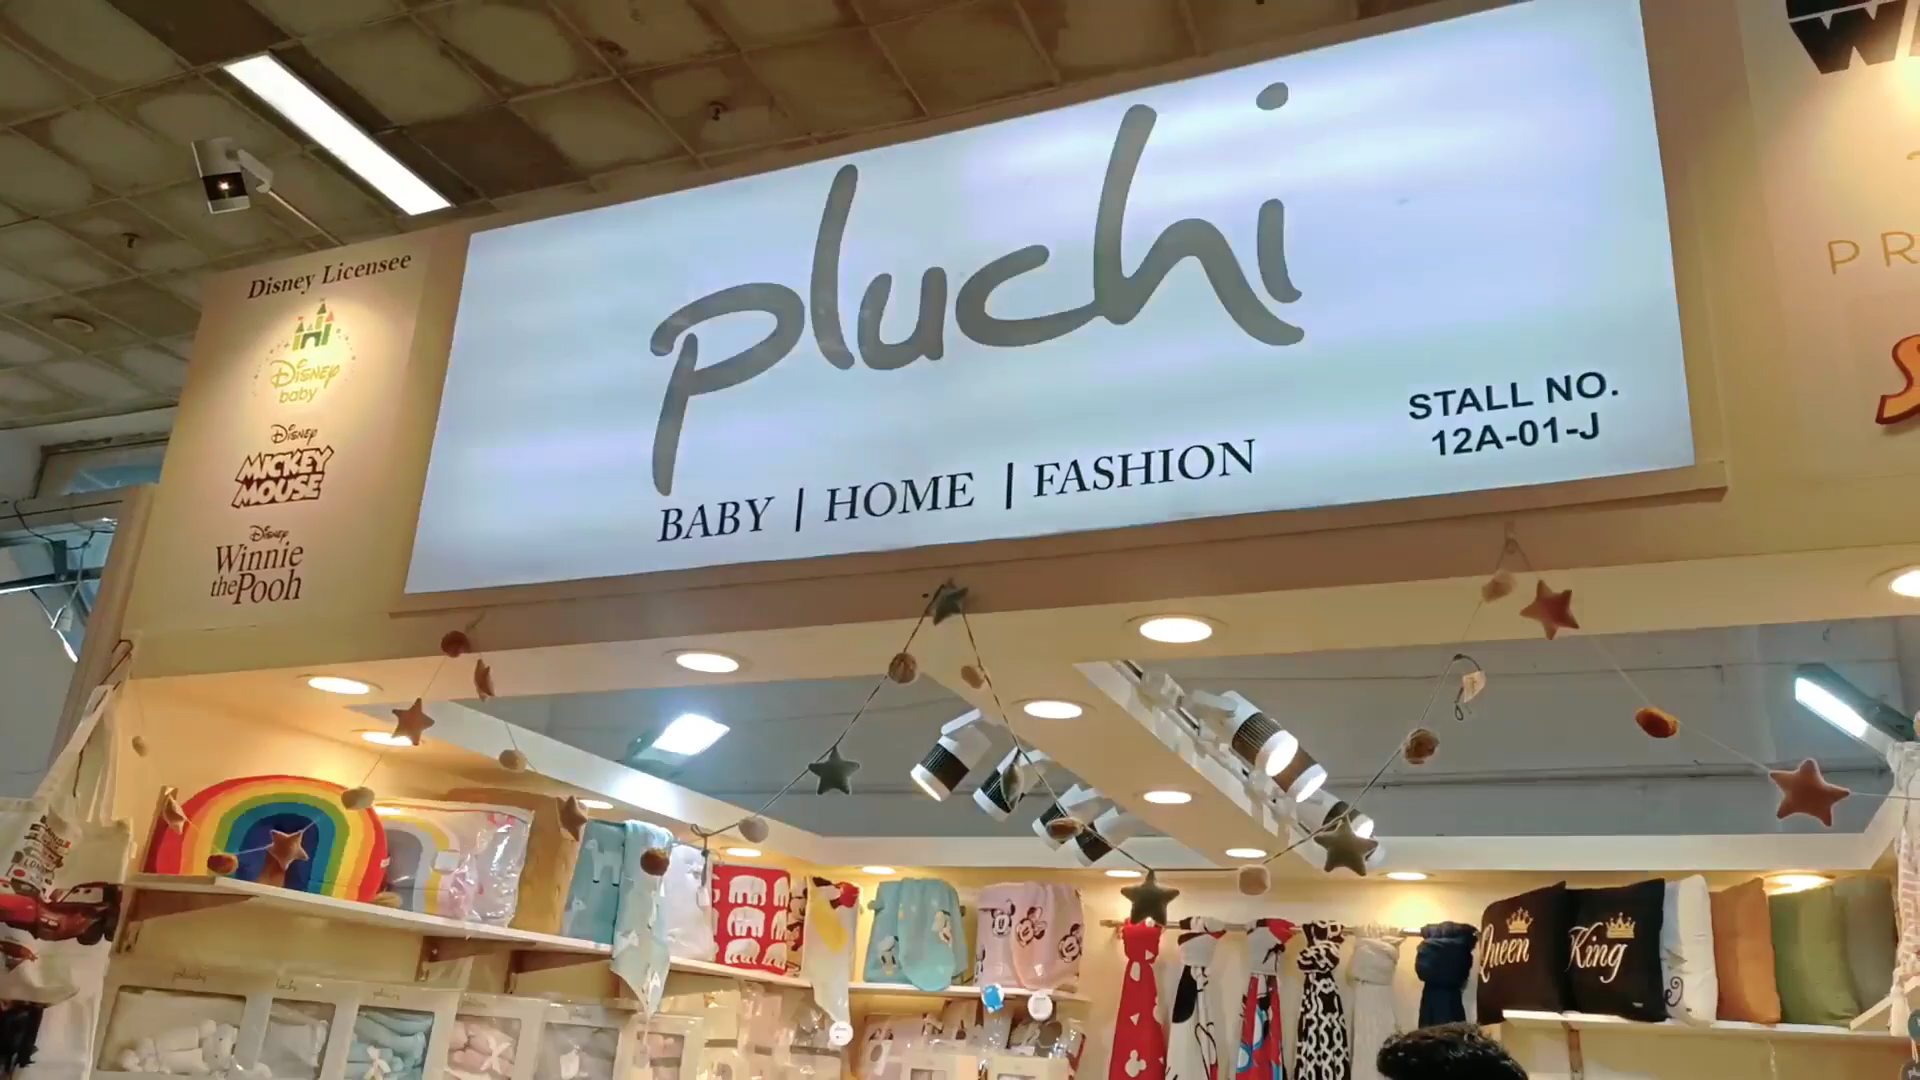 Disney Licensee
Disney
baby
Disney
MICKEY
MOUSE
Disney
Winnie
the Pooh
pluchi
BABY | HOME | FASHION
STALL NO.
12A-01-J
Queen
King